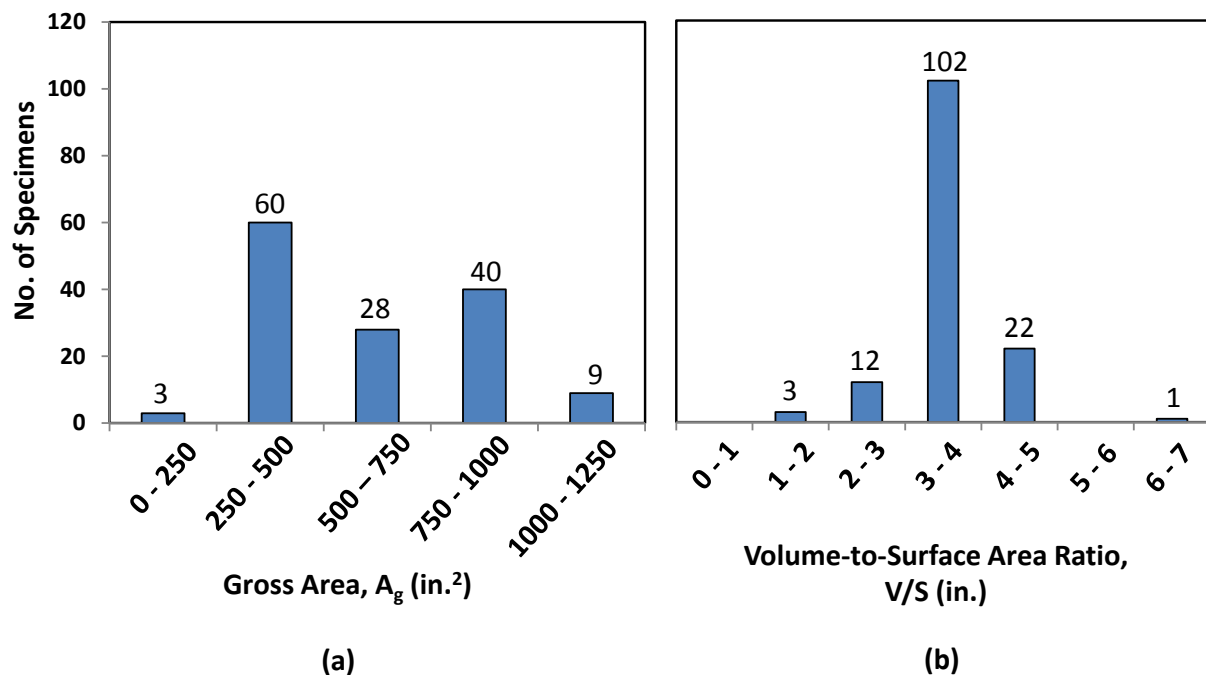 No. of Specimens
120
100
80
60
40
20
0
3
60
28
40
9
0 - 250
250 - 500
500 – 750
750 - 1000
1000 - 1250
Gross Area, Ag (in.²)
(a)
3
12
102
22
1
0 - 1
1 - 2
2 - 3
3 - 4
4 - 5
5 - 6
6 - 7
Volume-to-Surface Area Ratio,
V/S (in.)
(b)